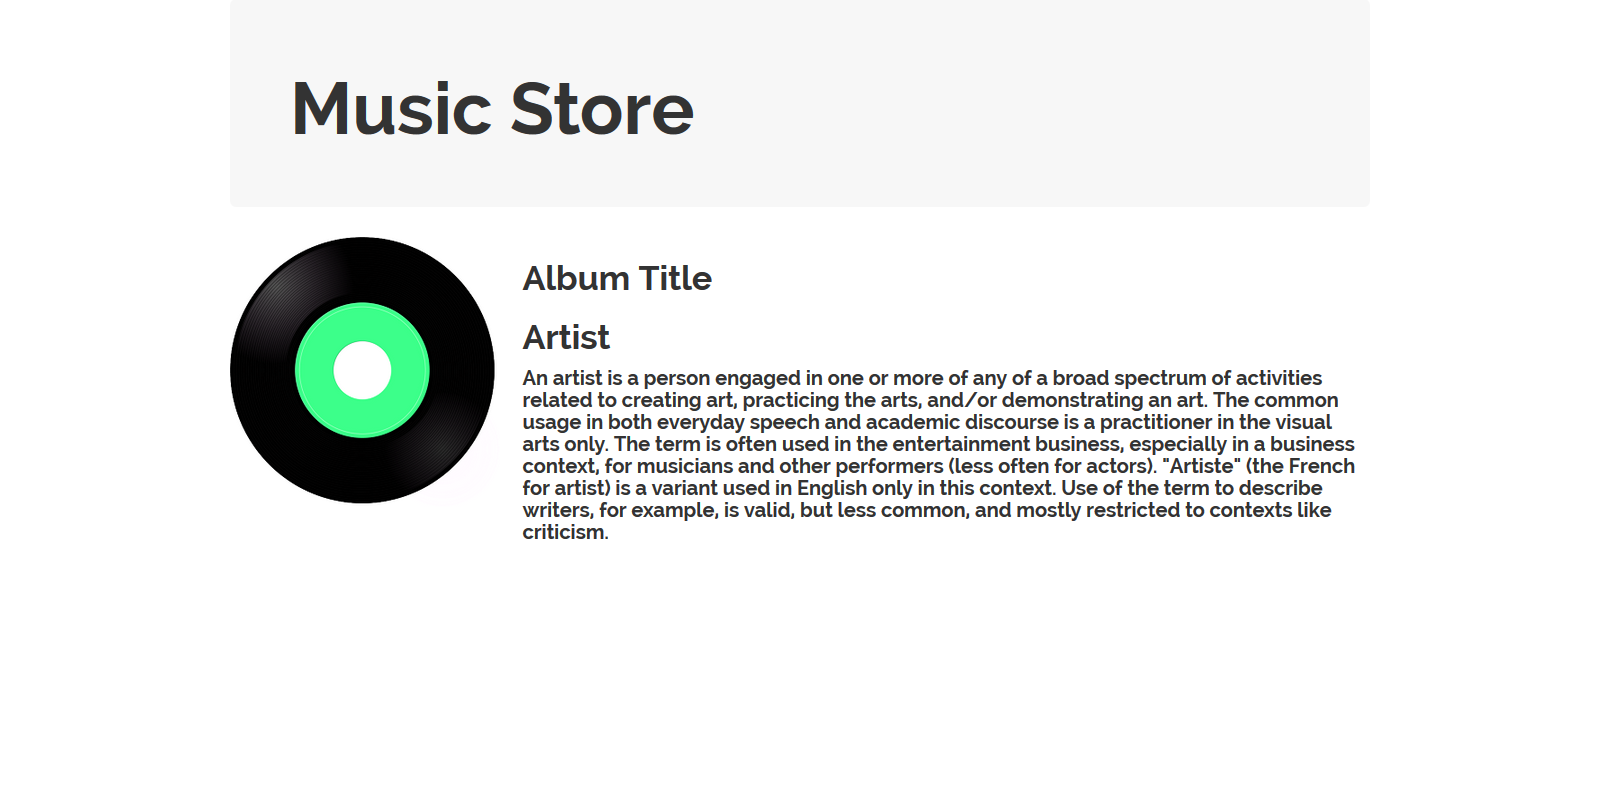 Music Store
Album Title
Artist
An artist is a person engaged in one or more of any of a broad spectrum of activities
related to creating art, practicing the arts, and/or demonstrating an art. The common
usage in both everyday speech and academic discourse is a practitioner in the visual
arts only. The term is often used in the entertainment business, especially in a business
context, for musicians and other performers (less often for actors). "Artiste" (the French
for artist) is a variant used in English only in this context. Use of the term to describe
writers, for example, is valid, but less common, and mostly restricted to contexts like
criticism.